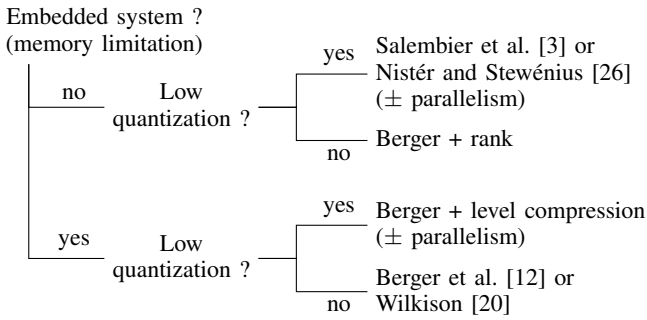 Embedded system ?
(memory limitation)
no
Low
quantization ?
yes
Salembier et al. [3] or
Nistér and Stewénius [26]
(± parallelism)
no
Berger + rank
yes
Low
quantization ?
yes
Berger + level compression
(± parallelism)
no
Berger et al. [12] or
Wilkison [20]